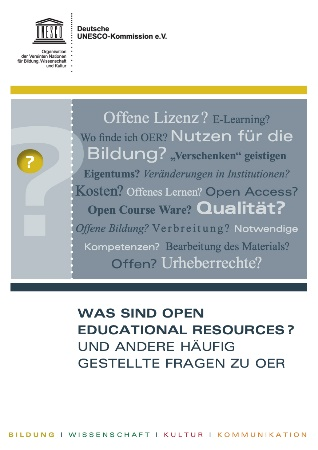 Deutsche
UNESCO-Kommission e.V.
Organisation
der Vereinten Nationen
für Bildung, Wissenschaft
und Kultur
Offene Lizenz? E-Learning?
Wo finde ich OER? Nutzen für die
Bildung? „Verschenken“ geistigen
Eigentums? Veränderungen in Institutionen?
Kosten? Offenes Lernen? Open Access?
Open Course Ware? Qualität?
Offene Bildung? Verbreitung? Notwendige
Kompetenzen? Bearbeitung des Materials?
Offen? Urheberrechte?
?
?
WAS SIND OPEN
EDUCATIONAL RESOURCES?
UND ANDERE HÄUFIG
GESTELLTE FRAGEN ZU OER
BILDUNG | WISSENSCHAFT | KULTUR | KOMMUNIKATION